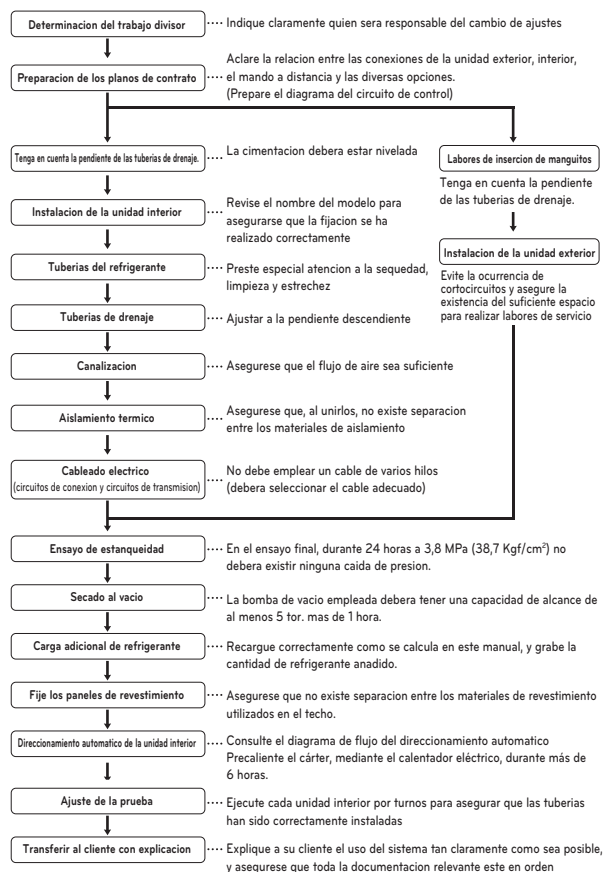 Determinacion del trabajo divisor
···· Indique claramente quien sera responsable del cambio de ajustes
Preparacion de los planos de contrato
···· Aclare la relacion entre las conexiones de la unidad exterior, interior,
el mando a distancia y las diversas opciones.
(Prepare el diagrama del circuito de control)
Tenga en cuenta la pendiente de las tuberias de drenaje.
···· La cimentacion debera estar nivelada
Instalacion de la unidad interior
···· Revise el nombre del modelo para
asegurarse que la fijacion se ha
realizado correctamente
Tuberias del refrigerante
···· Preste especial atencion a la sequedad,
limpieza y estrechez
Tuberias de drenaje
···· Ajustar a la pendiente descendiente
Canalizacion
···· Asegurese que el flujo de aire sea suficiente
Aislamiento termico
···· Asegurese que, al unirlos, no existe separacion
entre los materiales de aislamiento
Cableado electrico
(circuitos de conexion y circuitos de transmision)
···· No debe emplear un cable de varios hilos
(debera seleccionar el cable adecuado)
Labores de insercion de manguitos
Tenga en cuenta la pendiente
de las tuberias de drenaje.
Instalacion de la unidad exterior
Evite la ocurrencia de
cortocircuitos y asegure la
existencia del suficiente espacio
para realizar labores de servicio
Ensayo de estanqueidad
···· En el ensayo final, durante 24 horas a 3,8 MPa (38,7 Kgf/cm²) no
debera existir ninguna caida de presion.
Secado al vacio
···· La bomba de vacio empleada debera tener una capacidad de alcance de
al menos 5 tor. mas de 1 hora.
Carga adicional de refrigerante
···· Recargue correctamente como se calcula en este manual, y grabe la
cantidad de refrigerante anadido.
Fije los paneles de revestimiento
···· Asegurese que no existe separacion entre los materiales de revestimiento
utilizados en el techo.
Direccionamiento automatico de la unidad interior
···· Consulte el diagrama de flujo del direccionamiento automatico
Precaliente el cárter, mediante el calentador eléctrico, durante más de
6 horas.
Ajuste de la prueba
···· Ejecute cada unidad interior por turnos para asegurar que las tuberias
han sido correctamente instaladas
Transferir al cliente con explicacion
···· Explique a su cliente el uso del sistema tan claramente como sea posible,
y asegurese que toda la documentacion relevante este en orden